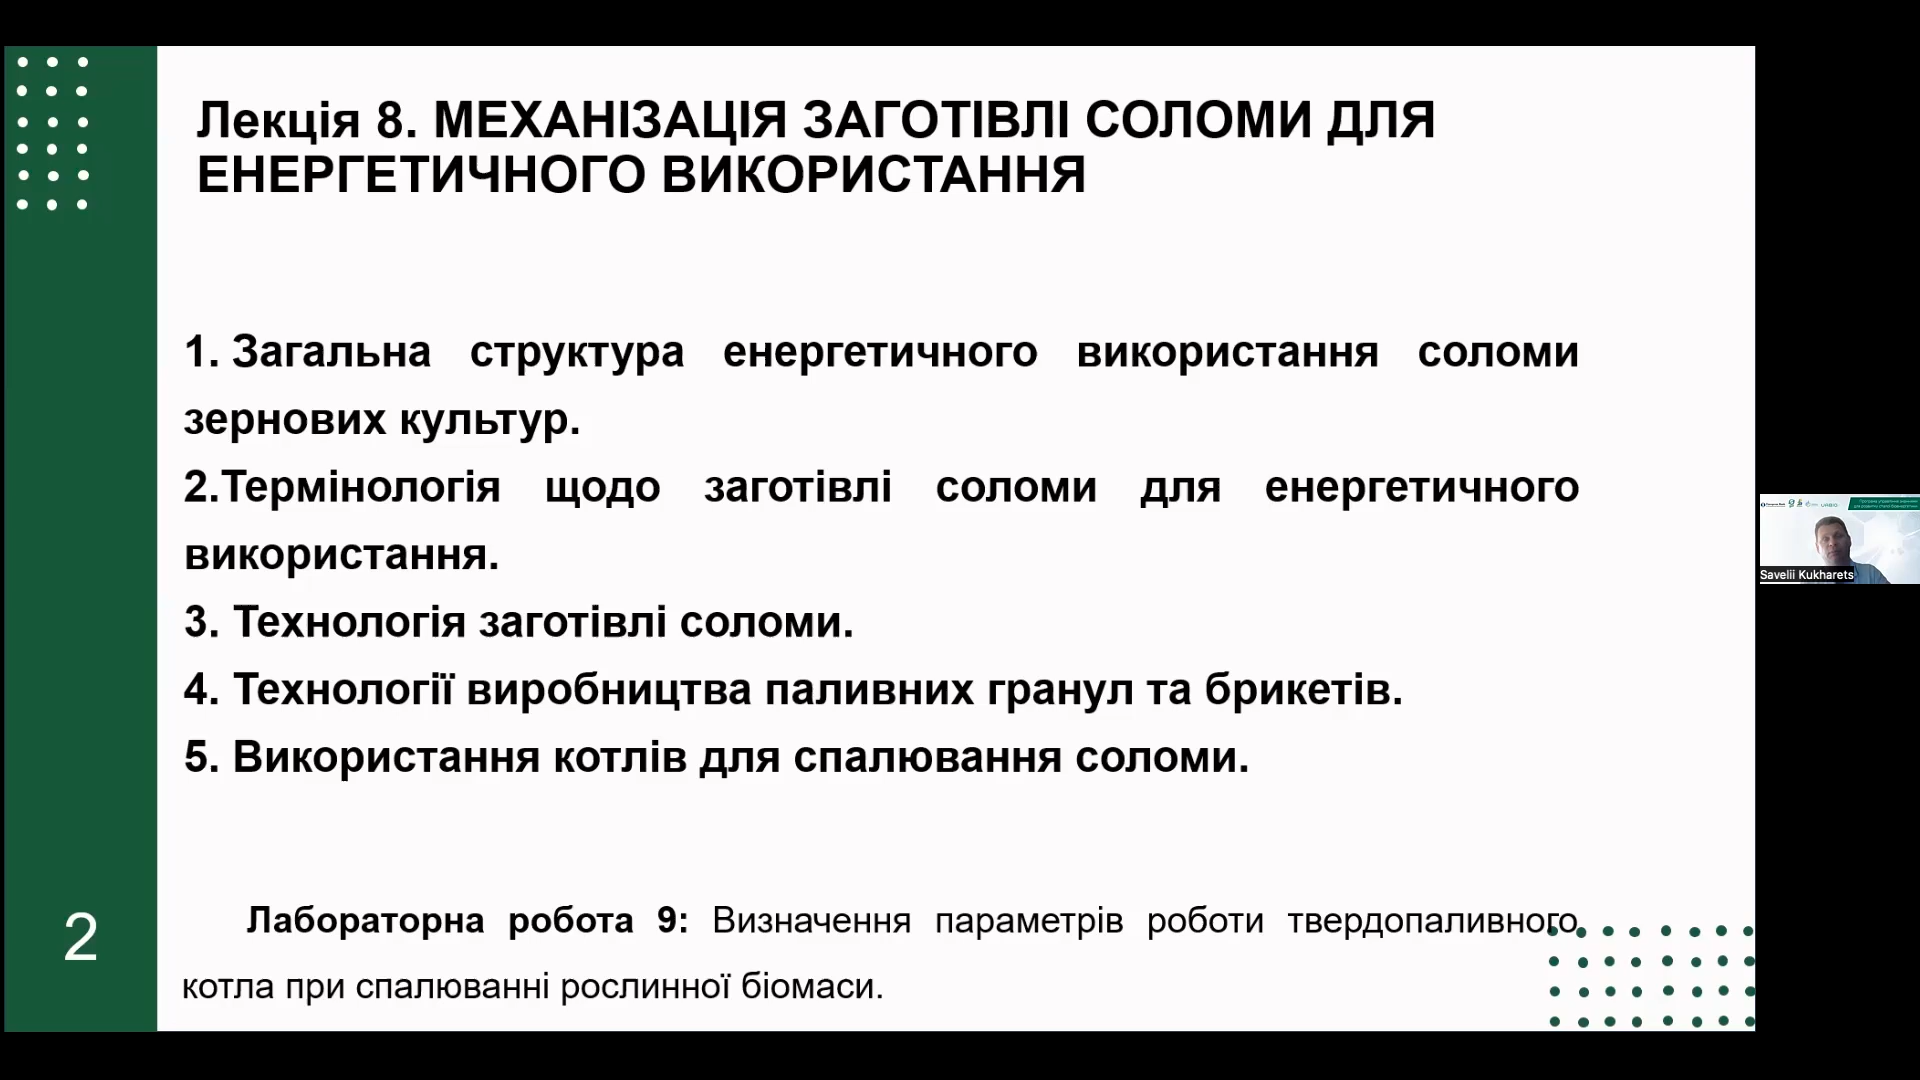 Лекція 8. МЕХАНІЗАЦІЯ ЗАГОТІВЛІ СОЛОМИ ДЛЯ
ЕНЕРГЕТИЧНОГО ВИКОРИСТАННЯ
1. Загальна структура енергетичного використання соломи
зернових культур.
2.Термінологія щодо заготівлі соломи для енергетичного
використання.
3. Технологія заготівлі соломи.
4. Технології виробництва паливних гранул та брикетів.
5. Використання котлів для спалювання соломи.
Лабораторна робота 9: Визначення параметрів роботи твердопаливного
котла при спалюванні рослинної біомаси.
2
Savelii Kukharets